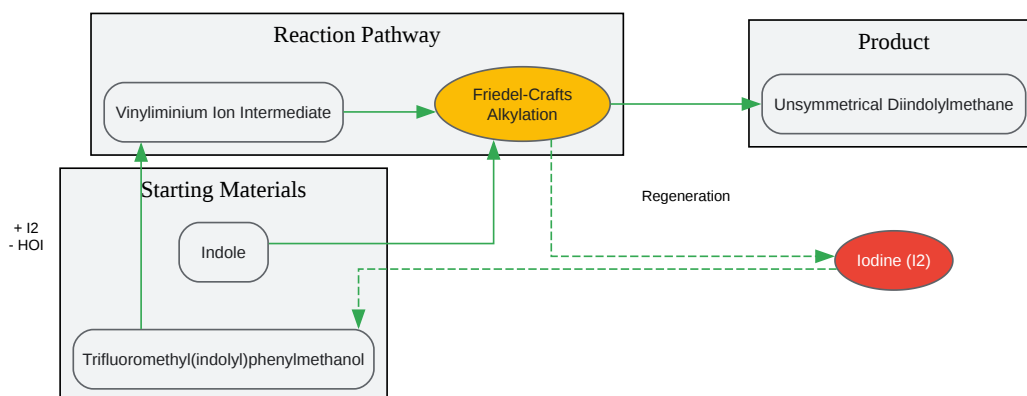 Reaction Pathway
Product
Vinyliminium Ion Intermediate
Friedel-Crafts
Alkylation
Unsymmetrical Diindolylmethane
Starting Materials
Regeneration
+ I2
- HOI
Indole
Iodine (I2)
Trifluoromethyl(indolyl)phenylmethanol